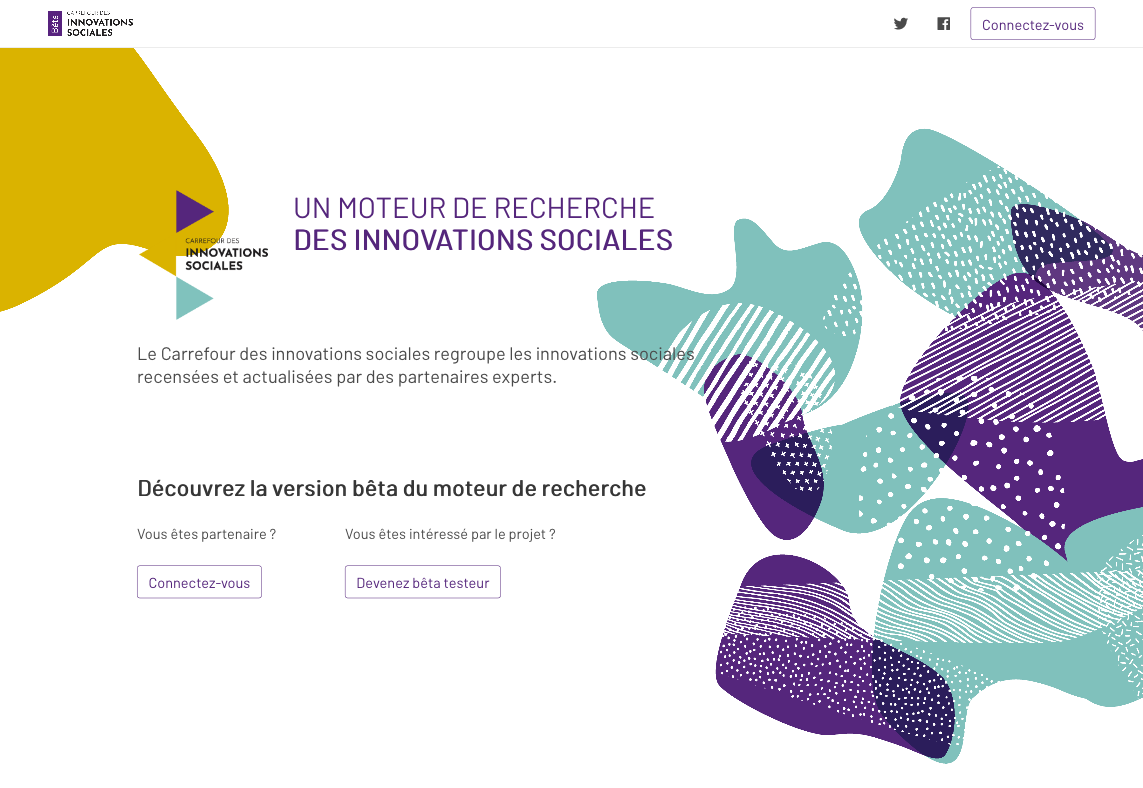 Bêta
CARREFOUR DES
INNOVATIONS
SOCIALES
Connectez-vous
UN MOTEUR DE RECHERCHE
DES INNOVATIONS SOCIALES
CARREFOUR DES
INNOVATIONS
SOCIALES
Le Carrefour des innovations sociales regroupe les innovations sociales
recensées et actualisées par des partenaires experts.
Découvrez la version bêta du moteur de recherche
Vous êtes partenaire ?
Vous êtes intéressé par le projet ?
Connectez-vous
Devenez bêta testeur